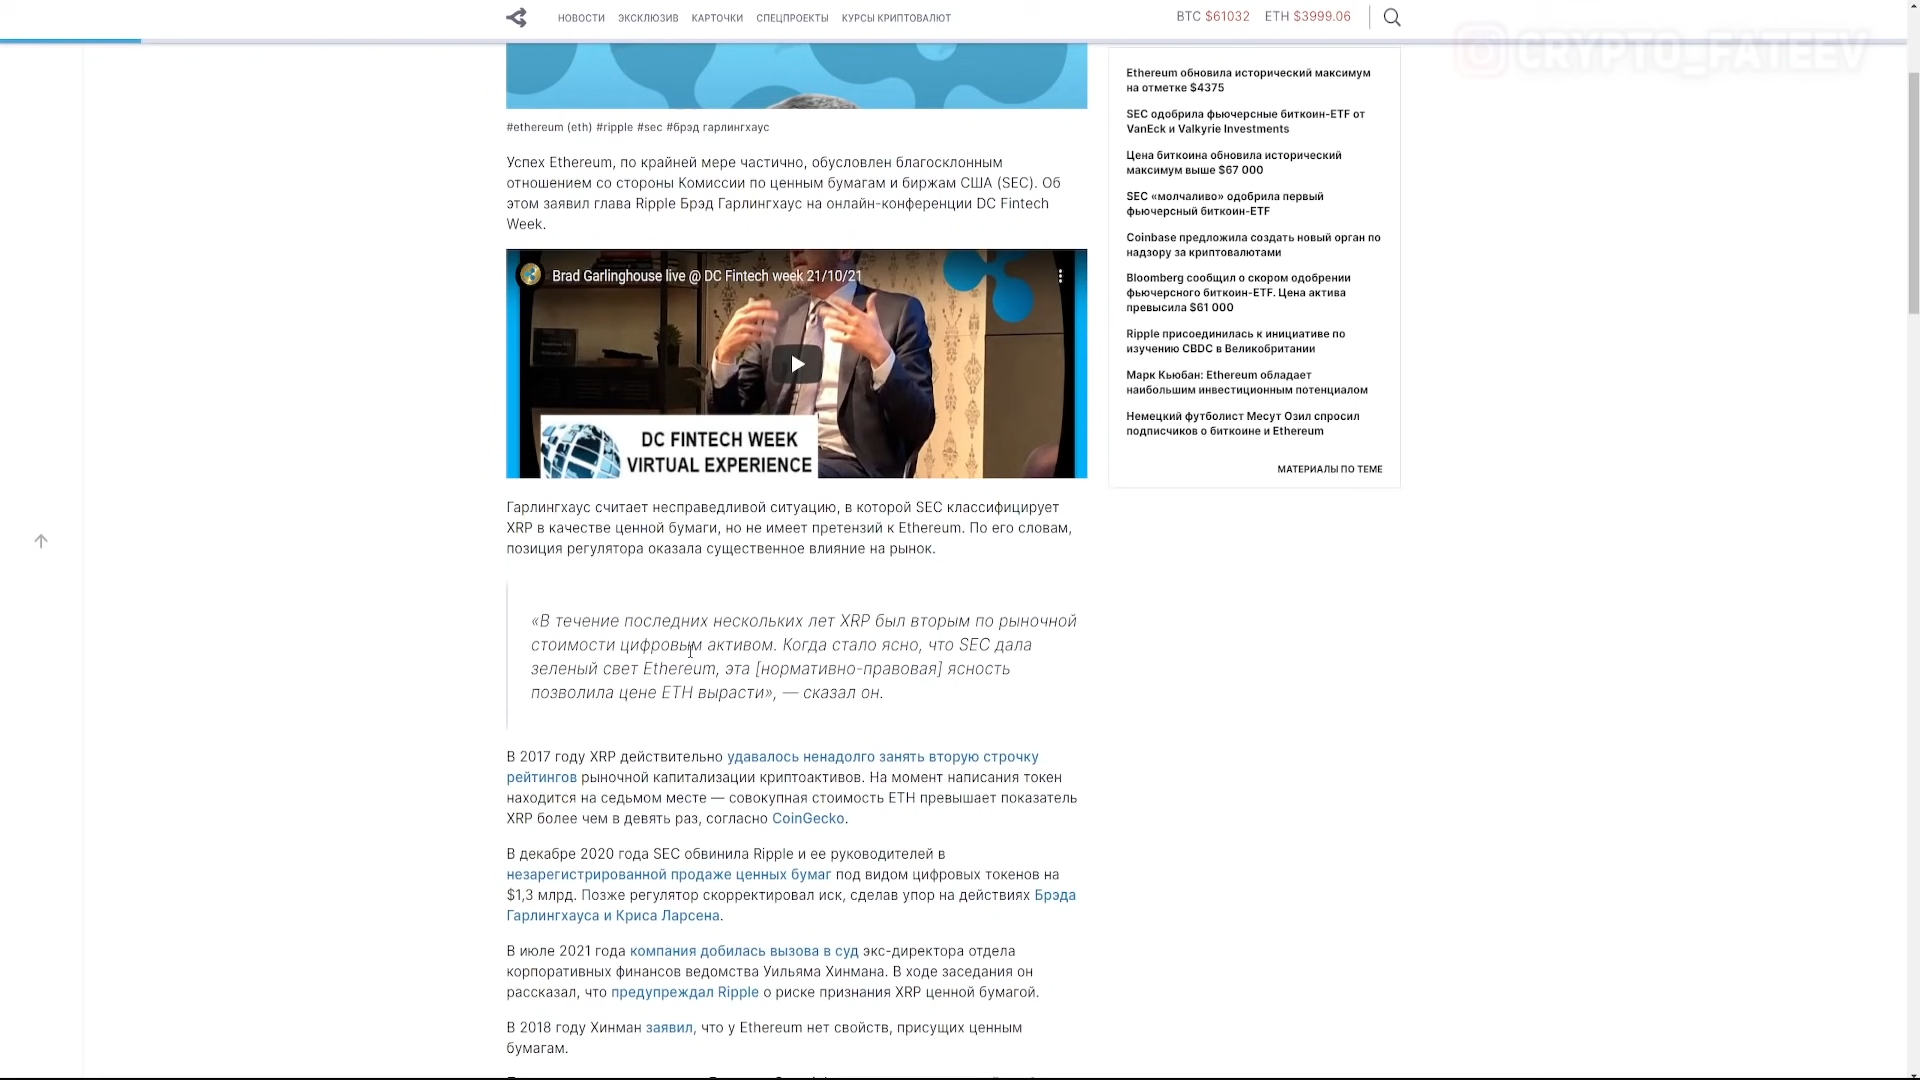 НОВОСТИ ЭКСКЛЮЗИВ КАРТОЧКИ СПЕЦПРОЕКТЫ КУРСЫ КРИПТОВАЛЮТ
BTC $61032 ETH $3999.06
CRYPTO_FATEEV
#ethereum (eth) #ripple #sec #брэд гарлингхаус
Успех Ethereum, по крайней мере частично, обусловлен благосклонным
отношением со стороны Комиссии по ценным бумагам и биржам США (SEC). Об
этом заявил глава Ripple Брэд Гарлингхаус на онлайн-конференции DC Fintech
Week.
Brad Garlinghouse live @ DC Fintech week 21/10/21
DC FINTECH WEEK
VIRTUAL EXPERIENCE
Гарлингхаус считает несправедливой ситуацию, в которой SEC классифицирует
XRP в качестве ценной бумаги, но не имеет претензий к Ethereum. По его словам,
позиция регулятора оказала существенное влияние на рынок.
«В течение последних нескольких лет XRP был вторым по рыночной
стоимости цифровым активом. Когда стало ясно, что SEC дала
зеленый свет Ethereum, эта [нормативно-правовая] ясность
позволила цене ETH вырасти», — сказал он.
В 2017 году XRP действительно удавалось ненадолго занять вторую строчку
рейтингов рыночной капитализации криптоактивов. На момент написания токен
находится на седьмом месте — совокупная стоимость ETH превышает показатель
XRP более чем в девять раз, согласно CoinGecko.
В декабре 2020 года SEC обвинила Ripple и ее руководителей в
незарегистрированной продаже ценных бумаг под видом цифровых токенов на
$1,3 млрд. Позже регулятор скорректировал иск, сделав упор на действиях Брэда
Гарлингхауса и Криса Ларсена.
В июле 2021 года компания добилась вызова в суд экс-директора отдела
корпоративных финансов ведомства Уильяма Хинмана. В ходе заседания он
рассказал, что предупреждал Ripple о риске признания XRP ценной бумагой.
В 2018 году Хинман заявил, что у Ethereum нет свойств, присущих ценным
бумагам.
Ethereum обновила исторический максимум
на отметке $4375
SEC одобрила фьючерсные биткоин-ETF от
VanEck и Valkyrie Investments
Цена биткоина обновила исторический
максимум выше $67 000
SEC «молчаливо» одобрила первый
фьючерсный биткоин-ETF
Coinbase предложила создать новый орган по
надзору за криптовалютами
Bloomberg сообщил о скором одобрении
фьючерсного биткоин-ETF. Цена актива
превысила $61 000
Ripple присоединилась к инициативе по
изучению CBDC в Великобритании
Марк Кьюбан: Ethereum обладает
наибольшим инвестиционным потенциалом
Немецкий футболист Месут Озил спросил
подписчиков о биткоине и Ethereum
МАТЕРИАЛЫ ПО ТЕМЕ